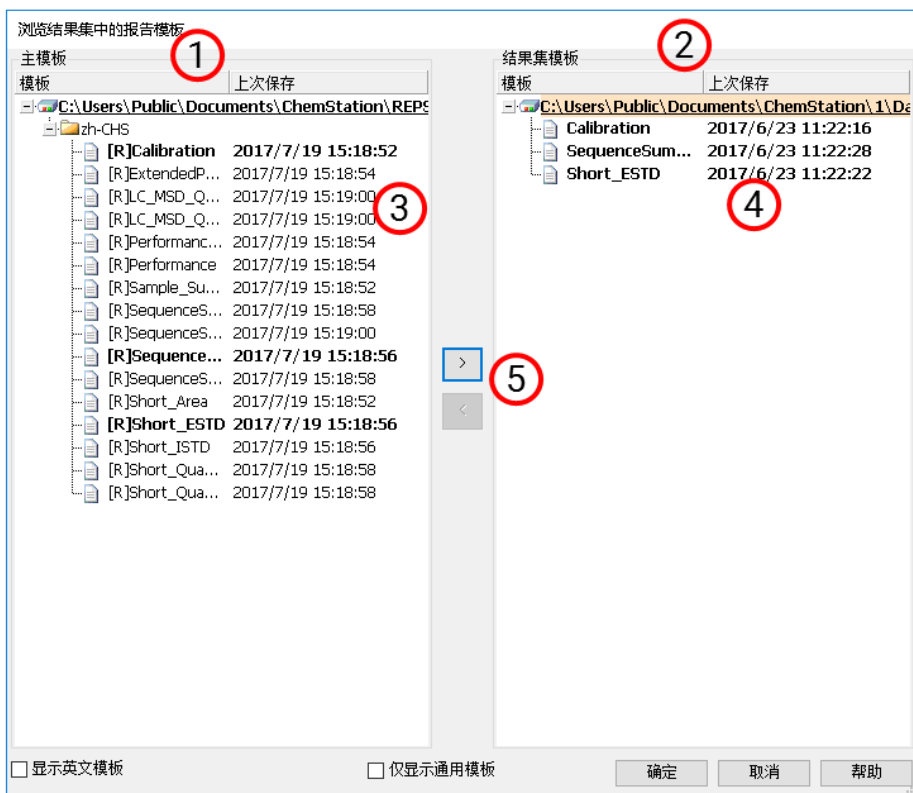 浏览结果集中的报告模板
1
2
主模板
结果集模板
模板 上次保存
模板 上次保存
C:\Users\Public\Documents\ChemStation\REPS
zh-CHS
[R]Calibration 2017/7/19 15:18:52
[R]ExtendedP... 2017/7/19 15:18:54
[R]LC_MSD_Q... 2017/7/19 15:19:00
[R]LC_MSD_Q... 2017/7/19 15:19:00
[R]Performanc... 2017/7/19 15:18:54
[R]Performance 2017/7/19 15:18:54
[R]Sample_Su... 2017/7/19 15:18:52
[R]SequenceS... 2017/7/19 15:18:58
[R]SequenceS... 2017/7/19 15:19:00
[R]Sequence... 2017/7/19 15:18:56
[R]SequenceS... 2017/7/19 15:18:58
[R]Short_Area 2017/7/19 15:18:52
[R]Short_ESTD 2017/7/19 15:18:56
[R]Short_ISTD 2017/7/19 15:18:56
[R]Short_Qua... 2017/7/19 15:18:58
[R]Short_Qua... 2017/7/19 15:18:58
3
C:\Users\Public\Documents\ChemStation\1\Da
Calibration 2017/6/23 11:22:16
SequenceSum... 2017/6/23 11:22:28
Short_ESTD 2017/6/23 11:22:22
4
>
<
5
显示英文模板
仅显示通用模板
确定
取消
帮助